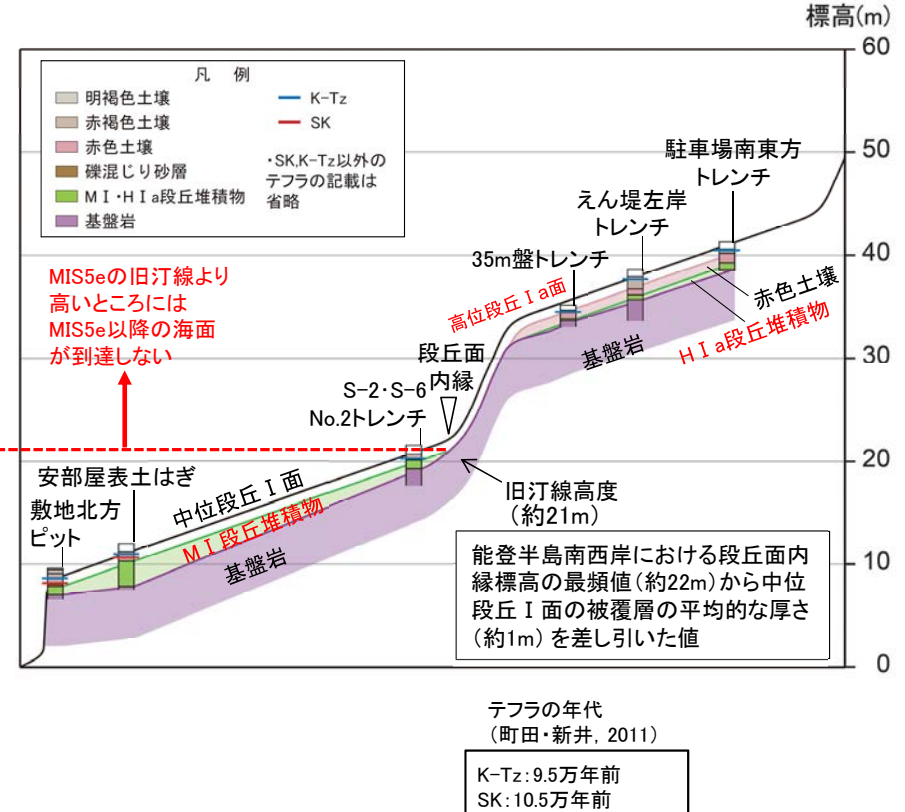 標高(m)
60
50
40
30
20
10
0
凡 例
明褐色土壌
赤褐色土壌
赤色土壌
礫混じり砂層
MⅠ・HⅠa段丘堆積物
基盤岩
K-Tz
SK
・SK,K-Tz以外の
テフラの記載は
省略
MIS5eの旧汀線より
高いところには
MIS5e以降の海面
が到達しない
駐車場南東方
トレンチ
えん堤左岸
トレンチ
35m盤トレンチ
高位段丘Ⅰa面
赤色土壌
HⅠa段丘堆積物
基盤岩
段丘面
内縁
S-2・S-6
No.2トレンチ
安部屋表土はぎ
敷地北方
ピット
中位段丘Ⅰ面
MⅠ段丘堆積物
基盤岩
旧汀線高度
(約21m)
能登半島南西岸における段丘面内
縁標高の最頻値(約22m)から中位
段丘Ⅰ面の被覆層の平均的な厚さ
(約1m)を差し引いた値
テフラの年代
(町田・新井, 2011)
K-Tz:9.5万年前
SK:10.5万年前